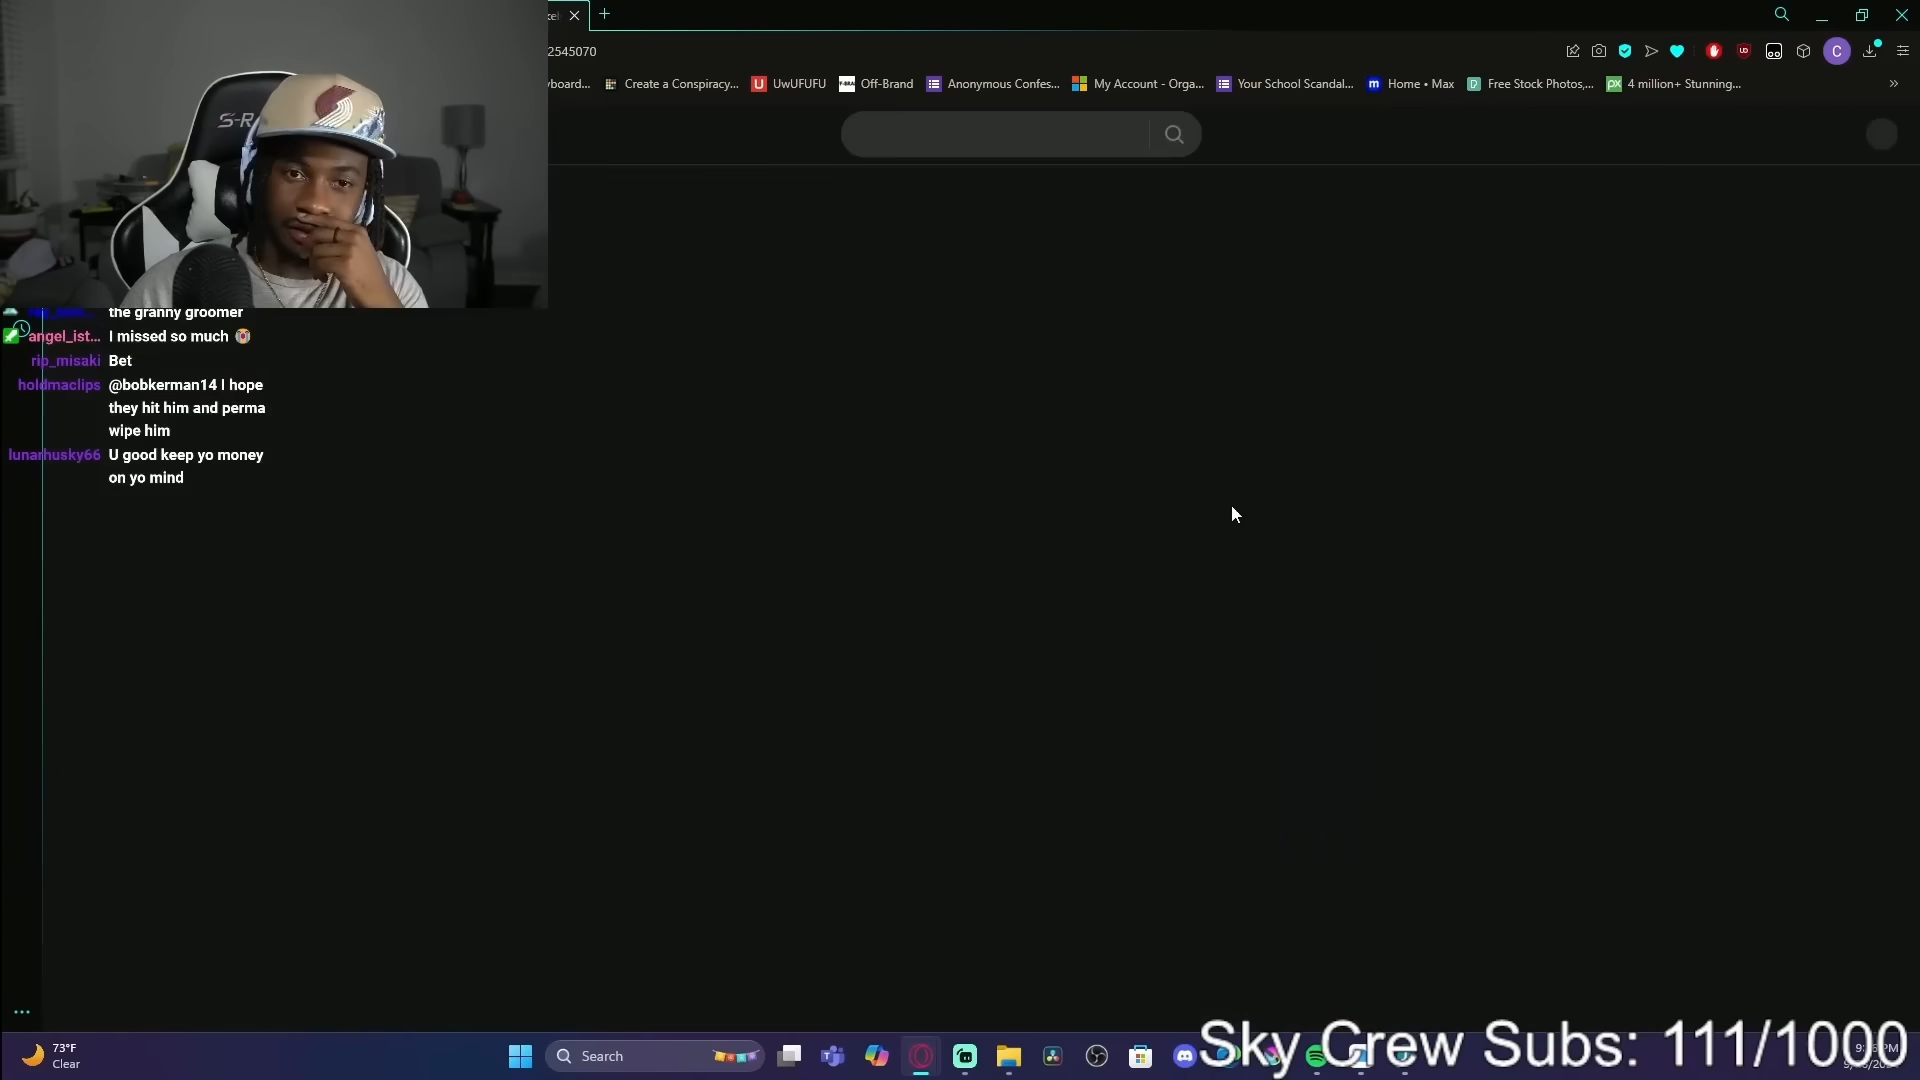 2545070
yboard...
Create a Conspiracy...
UwUFUFU
Off-Brand
Anonymous Confes...
My Account - Orga...
Your School Scandal...
Home • Max
Free Stock Photos,...
4 million+ Stunning...
the granny groomer
angel_ist... I missed so much
rip_misaki Bet
holdmaclips @bobkerman14 I hope
they hit him and perma
wipe him
lunarhusky66 U good keep yo money
on yo mind
73°F
Clear
Search
Sky Crew Subs: 111/1000